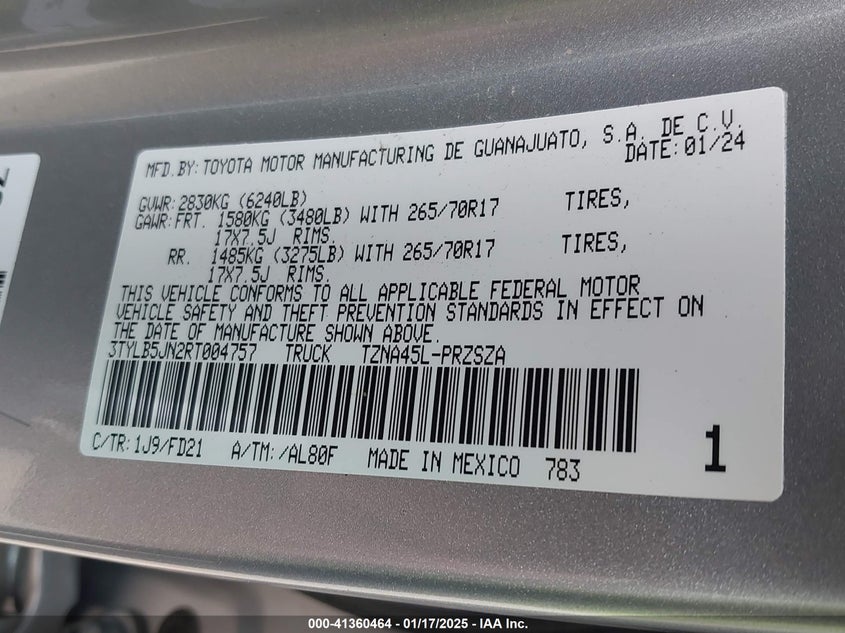 MFD.BY:TOYOTA MOTOR MANUFACTURING DE GUANAJUATO, S.A. DE C.V.
DATE:01/24
GVWR:2830KG (6240LB)
GAWR:FRT. 1580KG (3480LB) WITH 265/70R17 TIRES,
17X7.5J RIMS.
RR. 1485KG (3275LB) WITH 265/70R17 TIRES,
17X7.5J RIMS.
THIS VEHICLE CONFORMS TO ALL APPLICABLE FEDERAL MOTOR
VEHICLE SAFETY AND THEFT PREVENTION STANDARDS IN EFFECT ON
THE DATE OF MANUFACTURE SHOWN ABOVE.
3TYLB5JN2RT004757 TRUCK TZNA45L-PRZSZA
C/TR:1J9/FD21 A/TM:/AL80F MADE IN MEXICO 783 1
000-41360464 - 01/17/2025 - IAA Inc.